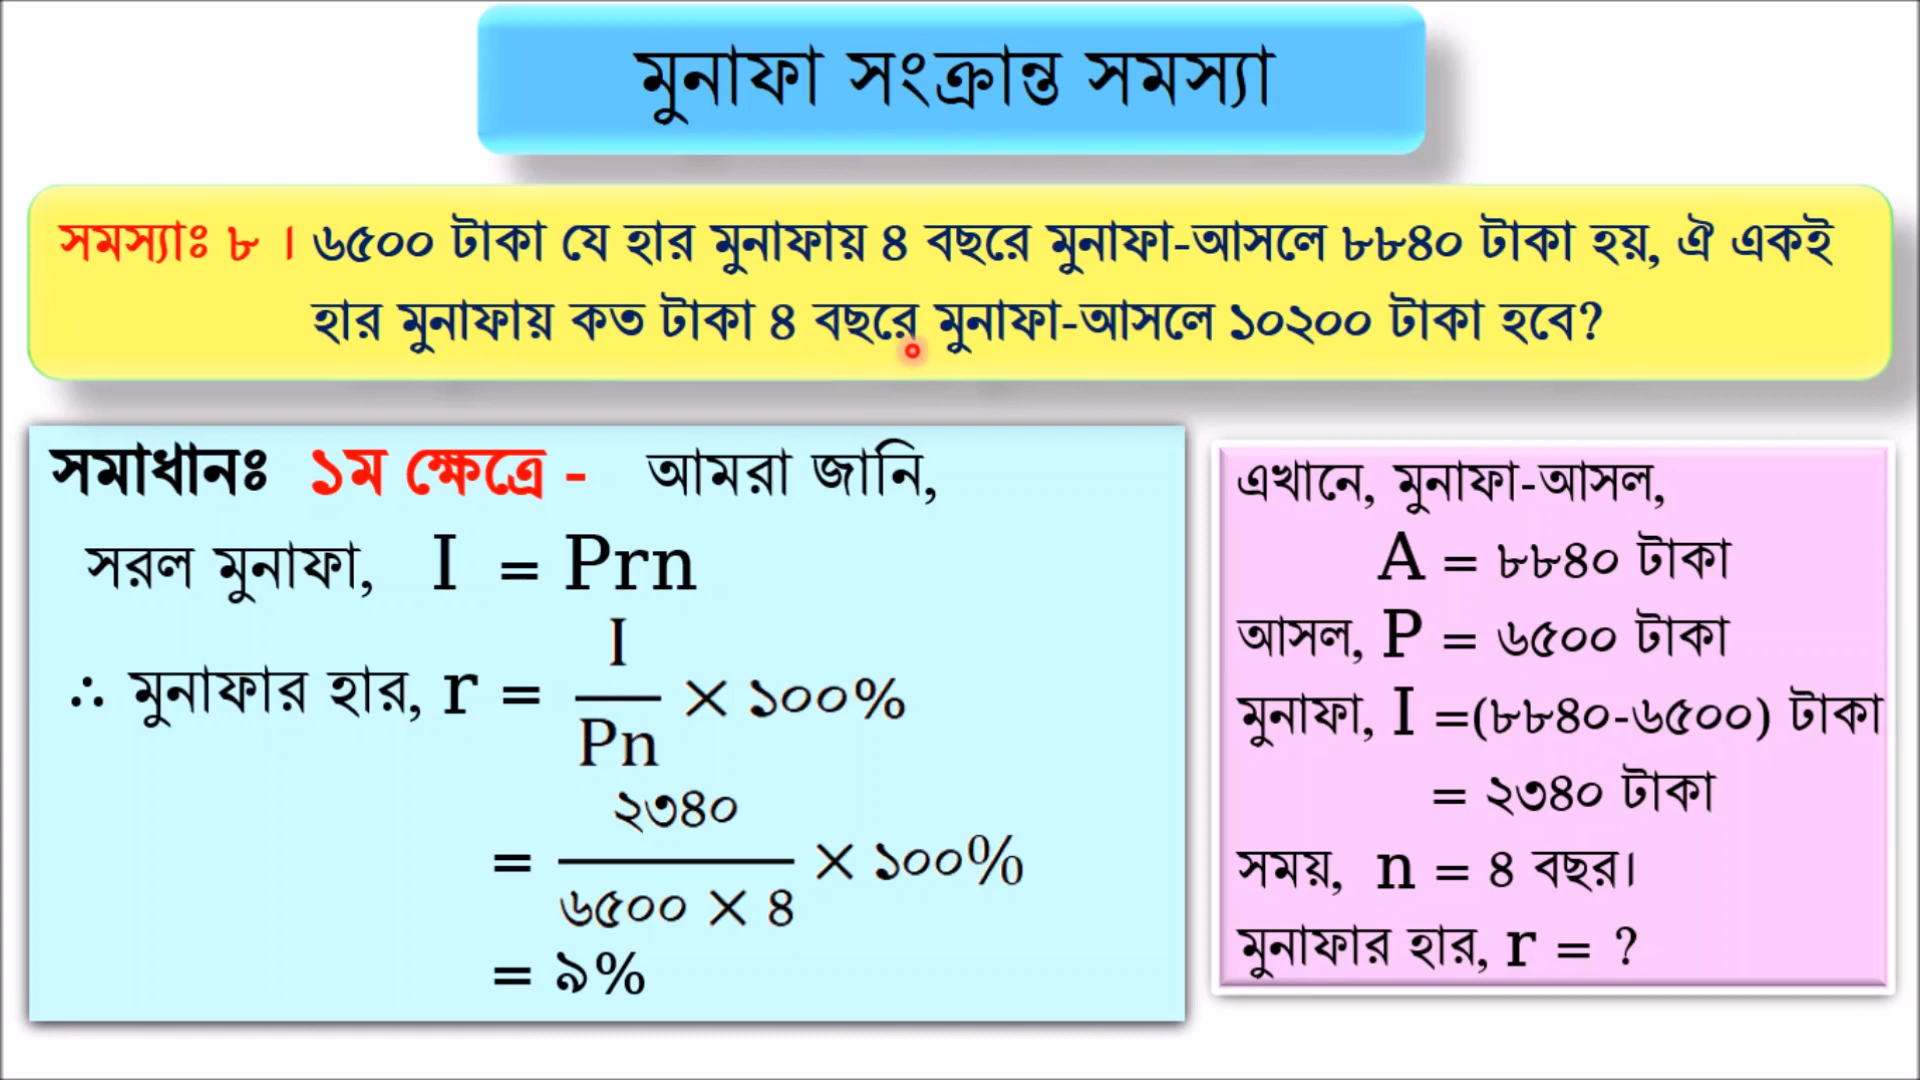 মুনাফা সংক্রান্ত সমস্যা
সমস্যাঃ ৮ । ৬৫০০ টাকা যে হার মুনাফায় ৪ বছরে মুনাফা-আসলে ৮৮৪০ টাকা হয়, ঐ একই
হার মুনাফায় কত টাকা ৪ বছরে মুনাফা-আসলে ১০২০০ টাকা হবে?
সমাধানঃ ১ম ক্ষেত্রে - আমরা জানি,
সরল মুনাফা, I = Prn
∴ মুনাফার হার, r = I/Pn × ১০০%
= ২৩৪০/৬৫০০ × ৪ × ১০০%
= ৯%
এখানে, মুনাফা-আসল,
A = ৮৮৪০ টাকা
আসল, P = ৬৫০০ টাকা
মুনাফা, I =(৮৮৪০-৬৫০০) টাকা
= ২৩৪০ টাকা
সময়, n = ৪ বছর।
মুনাফার হার, r = ?